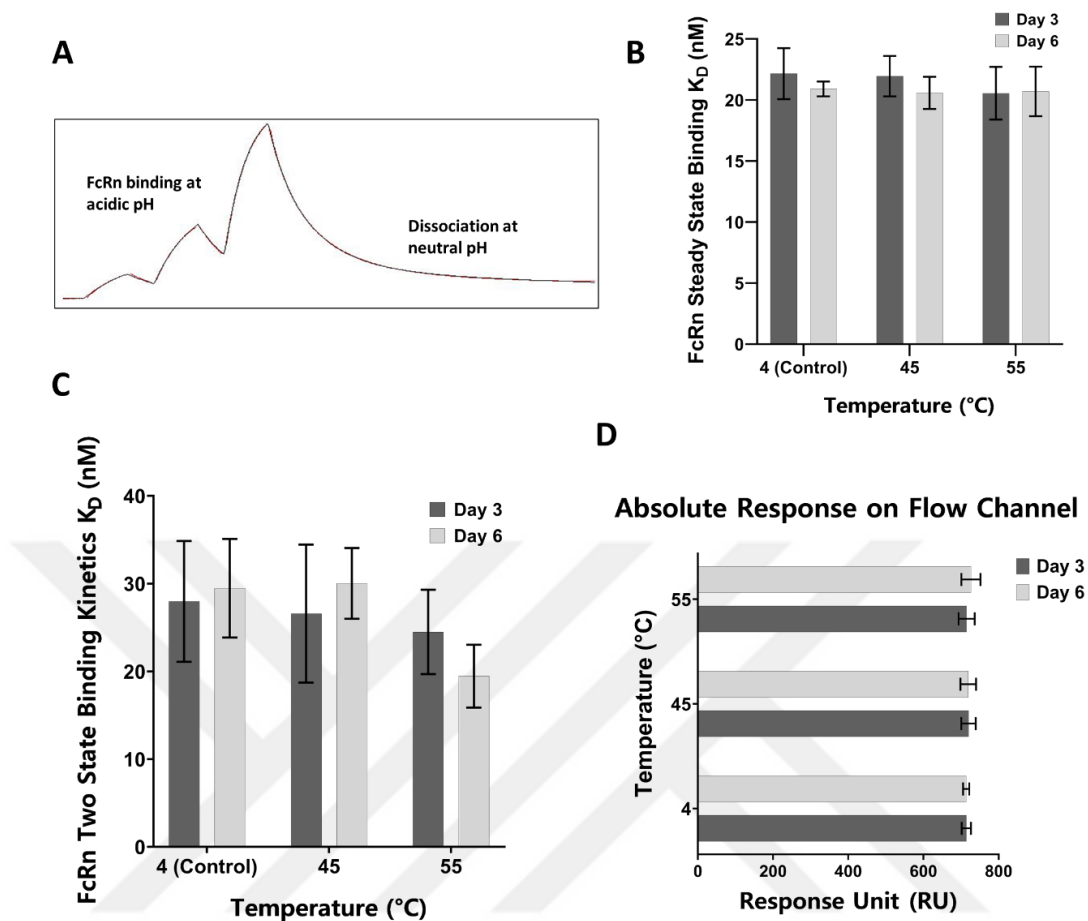 A
FcRn binding at
acidic pH
Dissociation at
neutral pH
B
Day 3
Day 6
FcRn Steady State Binding K_D (nM)
25
20
15
10
5
0
4 (Control)
45
55
Temperature (°C)
C
FcRn Two State Binding Kinetics K_D (nM)
Day 3
Day 6
40
30
20
10
0
4 (Control)
45
55
Temperature (°C)
D
Absolute Response on Flow Channel
Day 3
Day 6
Temperature (°C)
55
45
4
0
200
400
600
800
Response Unit (RU)